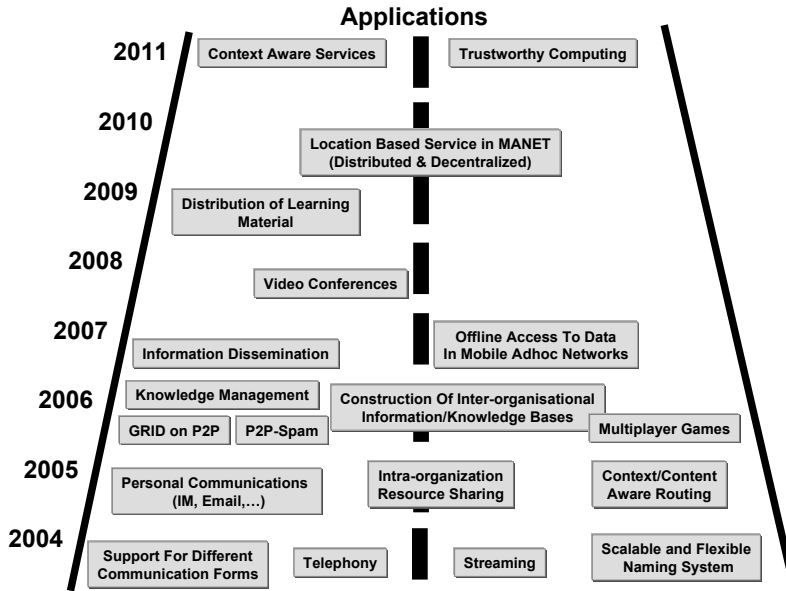 Applications
2011
Context Aware Services
Trustworthy Computing
2010
Location Based Service in MANET
(Distributed & Decentralized)
2009
Distribution of Learning
Material
2008
Video Conferences
2007
Offline Access To Data
In Mobile Adhoc Networks
Information Dissemination
2006
Knowledge Management
Construction Of Inter-organisational
Information/Knowledge Bases
GRID on P2P
P2P-Spam
Multiplayer Games
2005
Personal Communications
(IM, Email,…)
Intra-organization
Resource Sharing
Context/Content
Aware Routing
2004
Support For Different
Communication Forms
Telephony
Streaming
Scalable and Flexible
Naming System